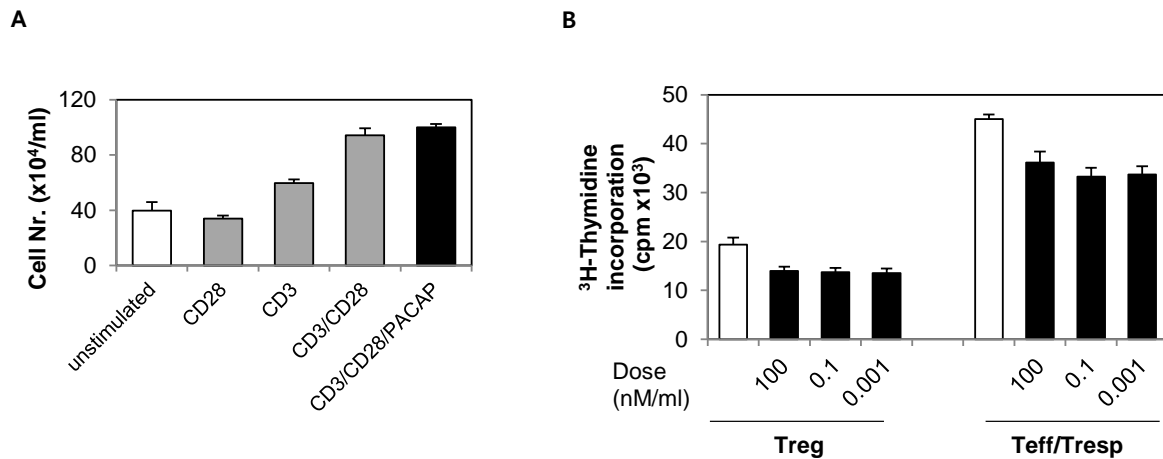 A
Cell Nr. (x10⁴/ml)
120
80
40
0
unstimulated
CD28
CD3
CD3/CD28
CD3/CD28/PACAP
B
³H-Thymidine
incorporation
(cpm x10³)
50
40
30
20
10
0
Dose
(nM/ml)
100
0.1
0.001
100
0.1
0.001
Treg
Teff/Tresp